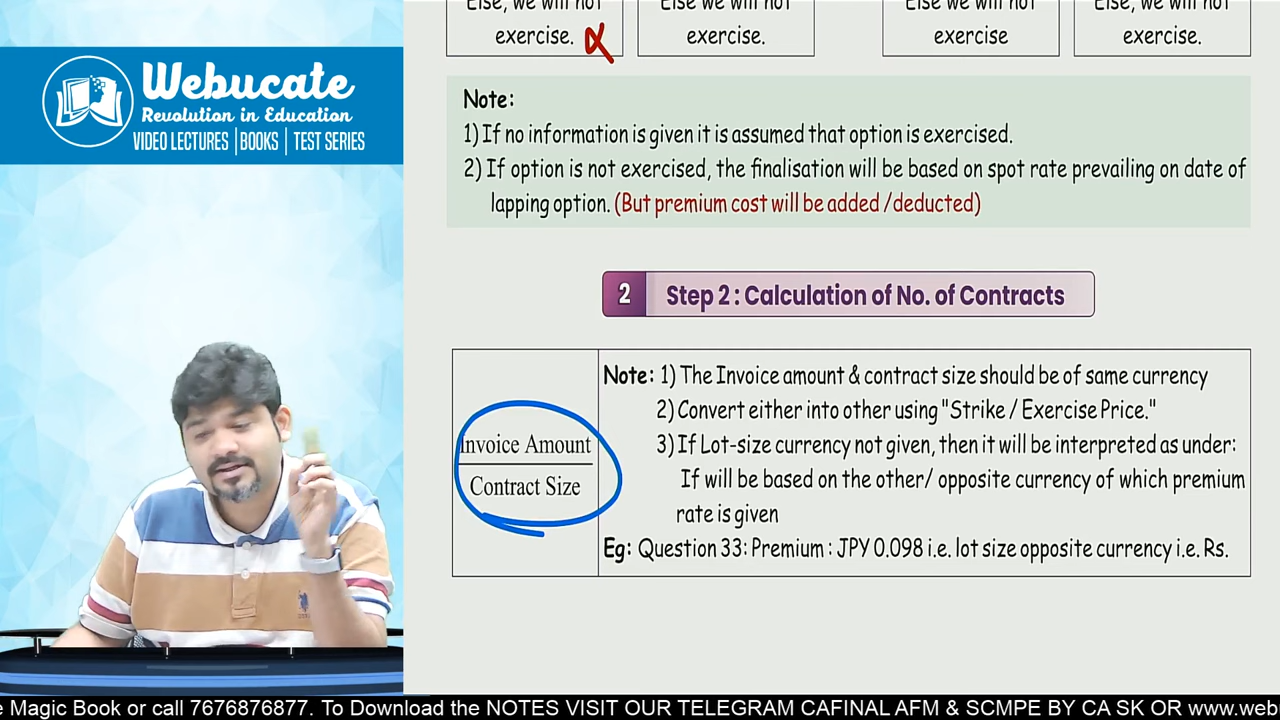 Webucate
Revolution in Education
VIDEO LECTURES | BOOKS | TEST SERIES
Else, we will not
exercise.
Else we will not
exercise.
Else we will not
exercise
Else, we will not
exercise.
Note:
1) If no information is given it is assumed that option is exercised.
2) If option is not exercised, the finalisation will be based on spot rate prevailing on date of
lapping option. (But premium cost will be added /deducted)
2 Step 2 : Calculation of No. of Contracts
Invoice Amount
Contract Size
Note: 1) The Invoice amount & contract size should be of same currency
2) Convert either into other using "Strike / Exercise Price."
3) If Lot-size currency not given, then it will be interpreted as under:
If will be based on the other/ opposite currency of which premium
rate is given
Eg: Question 33: Premium : JPY 0.098 i.e. lot size opposite currency i.e. Rs.
e Magic Book or call 7676876877. To Download the NOTES VISIT OUR TELEGRAM CAFINAL AFM & SCMPE BY CA SK OR www.web